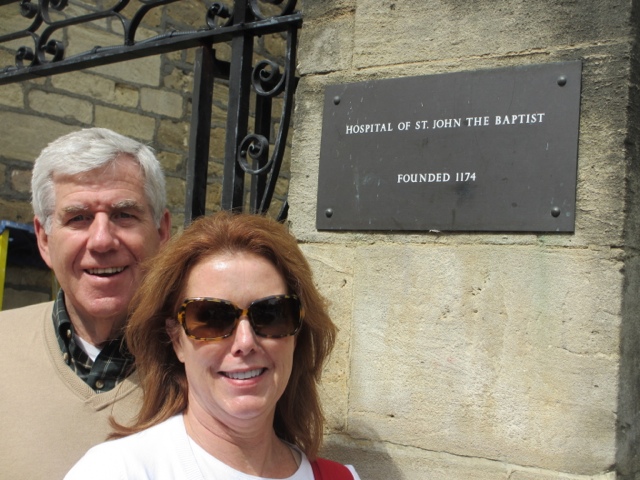 HOSPITAL OF ST. JOHN THE BAPTIST
FOUNDED 1174